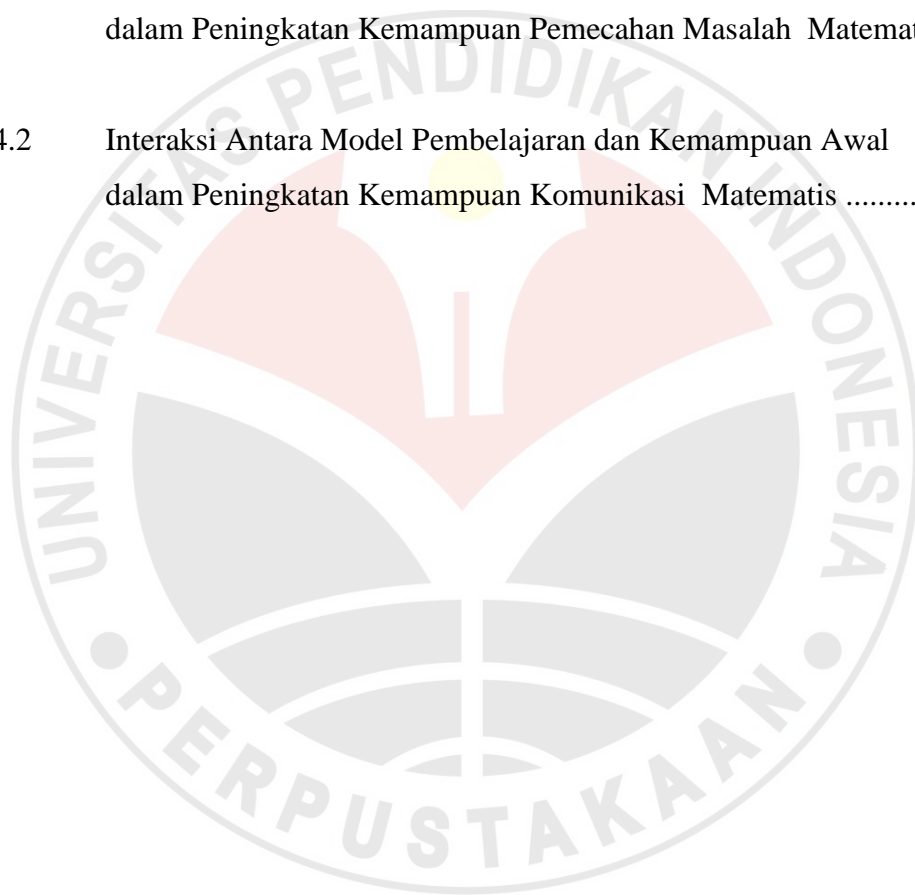 dalam Peningkatan Kemampuan Pemecahan Masalah Matemat
4.2 Interaksi Antara Model Pembelajaran dan Kemampuan Awal
dalam Peningkatan Kemampuan Komunikasi Matematis .........
UNIVERSITAS PENDIDIKAN INDONESIA
PERPUSTAKAAN